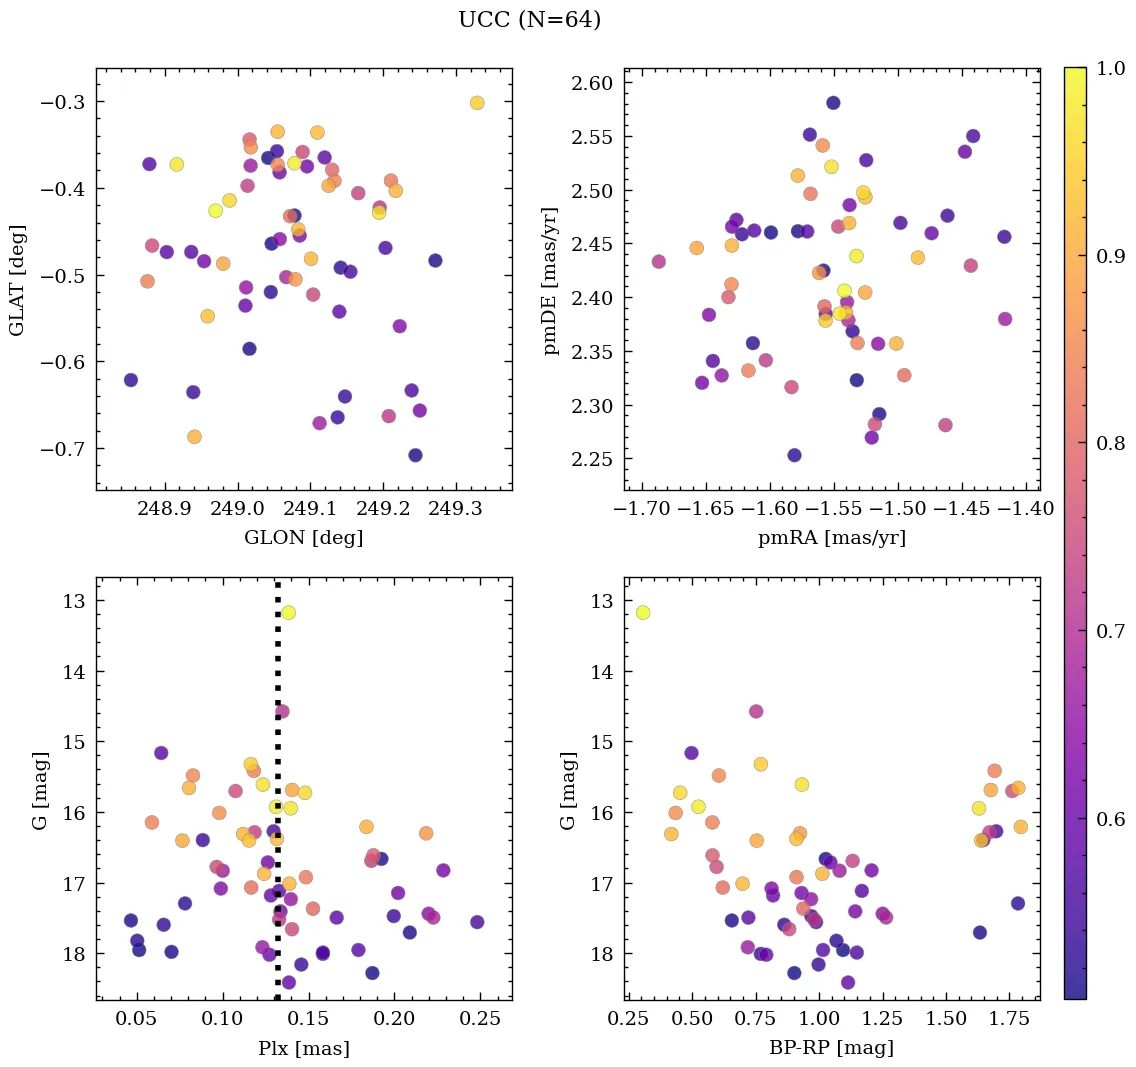 UCC (N=64)
−0.3
−0.4
−0.5
−0.6
−0.7
GLAT [deg]
248.9 249.0 249.1 249.2 249.3
GLON [deg]
2.60
2.55
2.50
2.45
2.40
2.35
2.30
2.25
pmDE [mas/yr]
−1.70 −1.65 −1.60 −1.55 −1.50 −1.45 −1.40
pmRA [mas/yr]
13
14
15
16
17
18
G [mag]
0.05 0.10 0.15 0.20 0.25
Plx [mas]
13
14
15
16
17
18
G [mag]
0.25 0.50 0.75 1.00 1.25 1.50 1.75
BP-RP [mag]
1.0
0.9
0.8
0.7
0.6